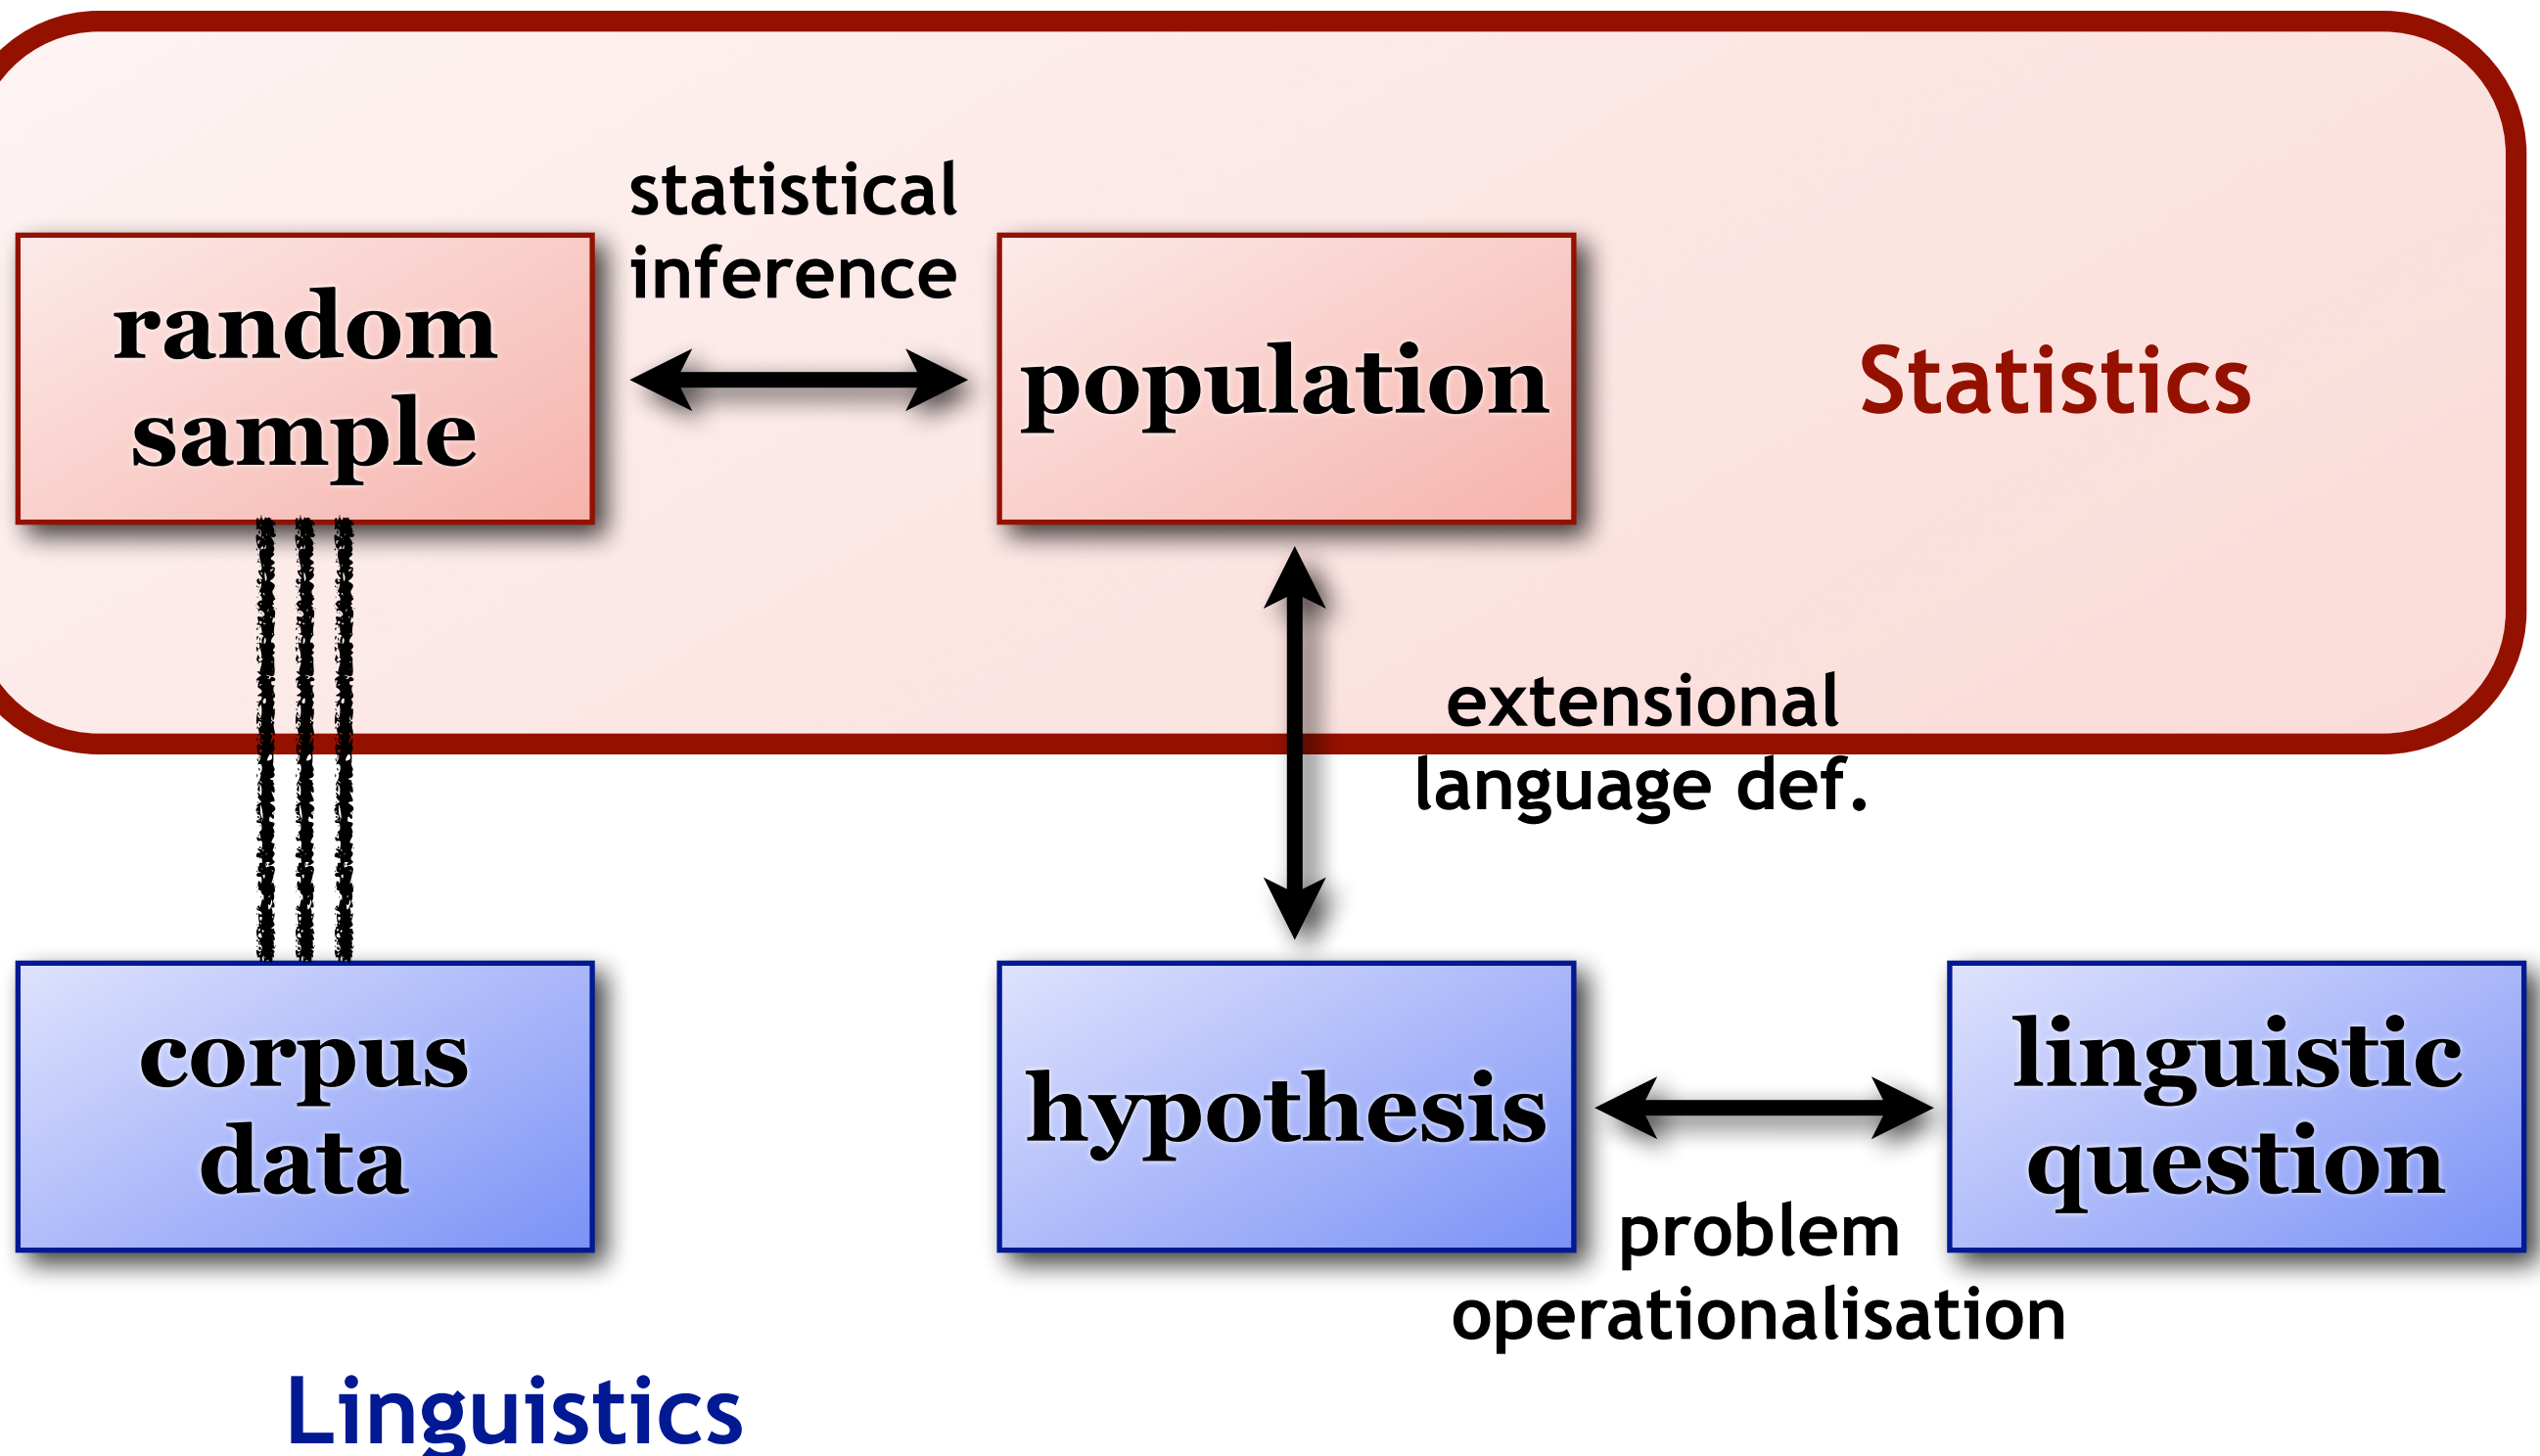 statistical
inference
random
sample
population
Statistics
extensional
language def.
corpus
data
hypothesis
linguistic
question
problem
operationalisation
Linguistics